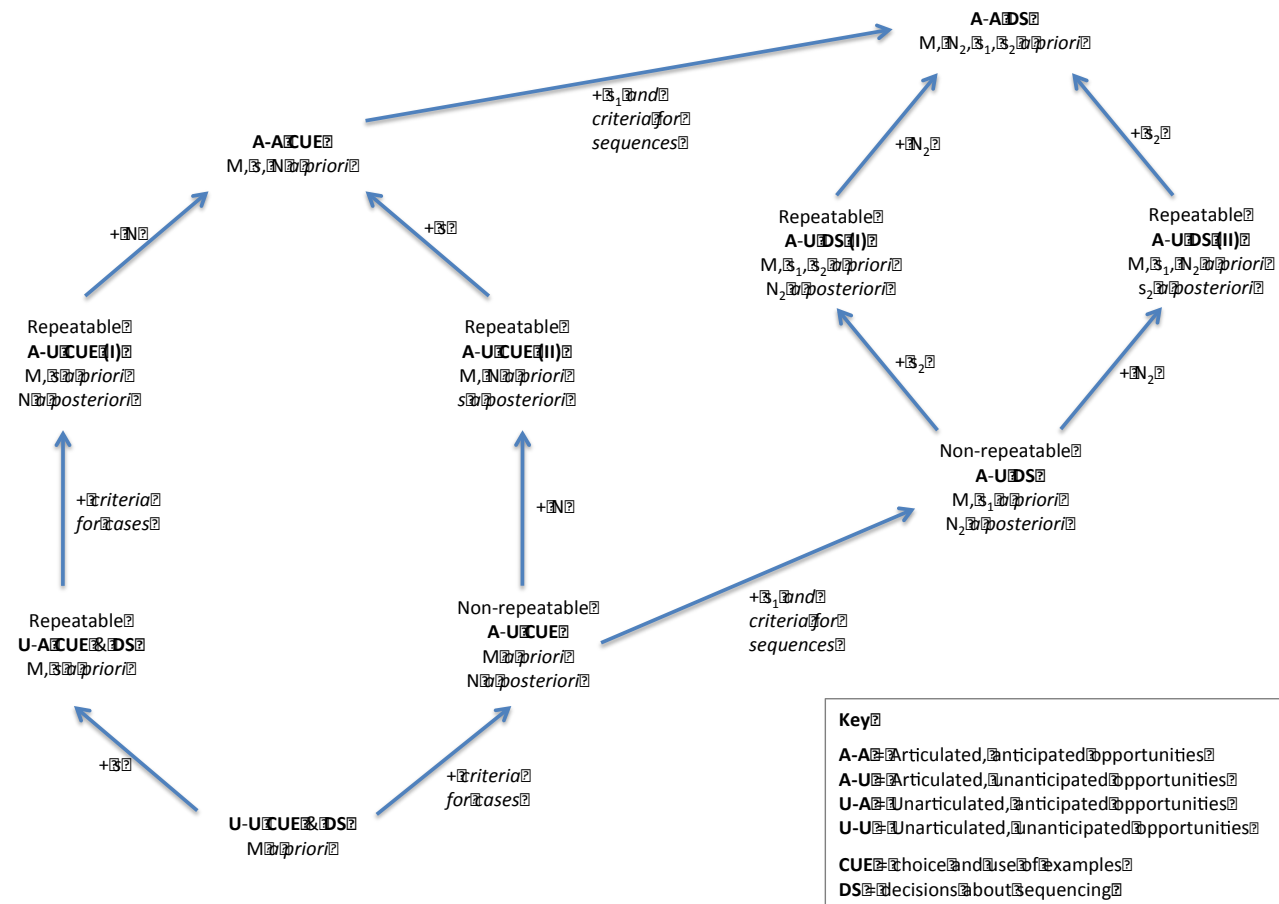 A-A DS
M, N₂, s₁, s₂ a priori
+ s₁ and
criteria for
sequences
A-A CUE
M, s, N a priori
+ N₂
+ s₂
+ N
+ s
Repeatable
A-U DS (I)
M, s₁, s₂ a priori
N₂ a posteriori
Repeatable
A-U DS (II)
M, s₁, N₂ a priori
s₂ a posteriori
Repeatable
A-U CUE (I)
M, s a priori
N a posteriori
Repeatable
A-U CUE (II)
M, N a priori
s a posteriori
+ s₂
+ N₂
Non-repeatable
A-U DS
M, s₁ a priori
N₂ a posteriori
+ criteria
for cases
+ N
+ s₁ and
criteria for
sequences
Repeatable
U-A CUE & DS
M, s a priori
Non-repeatable
A-U CUE
M a priori
N a posteriori
+ s
+ criteria
for cases
U-U CUE & DS
M a priori
Key
A-A = Articulated, anticipated opportunities
A-U = Articulated, unanticipated opportunities
U-A = Unarticulated, anticipated opportunities
U-U = Unarticulated, unanticipated opportunities
CUE = choice and use of examples
DS = decisions about sequencing